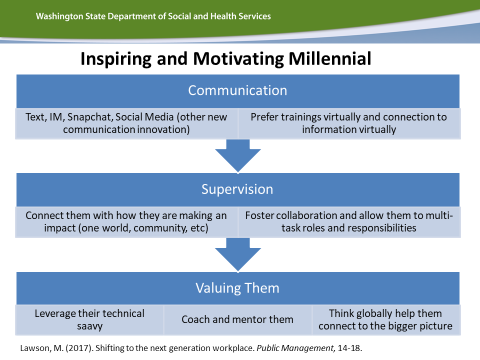 Washington State Department of Social and Health Services
Inspiring and Motivating Millennial
Communication
Text, IM, Snapchat, Social Media (other new
communication innovation)
Prefer trainings virtually and connection to
information virtually
Supervision
Connect them with how they are making an
impact (one world, community, etc)
Foster collaboration and allow them to multi-
task roles and responsibilities
Valuing Them
Leverage their technical
saavy
Coach and mentor them
Think globally help them
connect to the bigger picture
Lawson, M. (2017). Shifting to the next generation workplace. Public Management, 14-18.